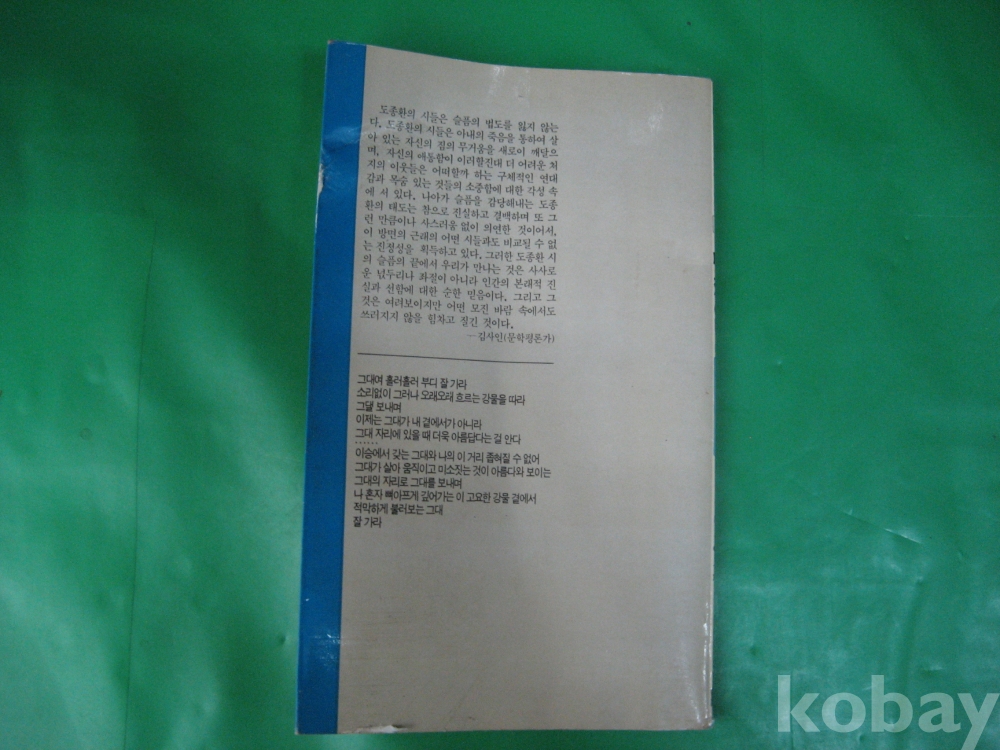 도종환의 시들은 슬픔의 법도를 잃지 않는
다. 도종환의 시들은 아내의 죽음을 통하여 살
아 있는 자신의 짐의 무거움을 새로이 깨달으
며, 자신의 애통함이 이러할진대 더 어려운 처
지의 이웃들은 어떠할까 하는 구체적인 연대
감과 목숨 있는 것들의 소중함에 대한 각성 속
에 서 있다. 나아가 슬픔을 감당해내는 도종
환의 태도는 참으로 진실하고 결백하며 또 그
런 만큼이나 사스러움 없이 의연한 것이어서,
이 방면의 근래의 어떤 시들과도 비교될 수 없
는 진정성을 획득하고 있다. 그러한 도종환 시
의 슬픔의 끝에서 우리가 만나는 것은 사사로
운 넋두리나 좌절이 아니라 인간의 본래적 진
실과 선함에 대한 순한 믿음이다. 그리고 그
것은 여려보이지만 어떤 모진 바람 속에서도
쓰러지지 않을 힘차고 질긴 것이다.
―김사인(문학평론가)
그대여 흘러흘러 부디 잘 가라
소리없이 그러나 오래오래 흐르는 강물을 따라
그댈 보내며
이제는 그대가 내 곁에서가 아니라
그대 자리에 있을 때 더욱 아름답다는 걸 안다
……
이승에서 갖는 그대와 나의 이 거리 좁혀질 수 없어
그대가 살아 움직이고 미소짓는 것이 아름다와 보이는
그대의 자리로 그대를 보내며
나 혼자 뼈아프게 깊어가는 이 고요한 강물 곁에서
적막하게 불러보는 그대
잘 가라
kobay